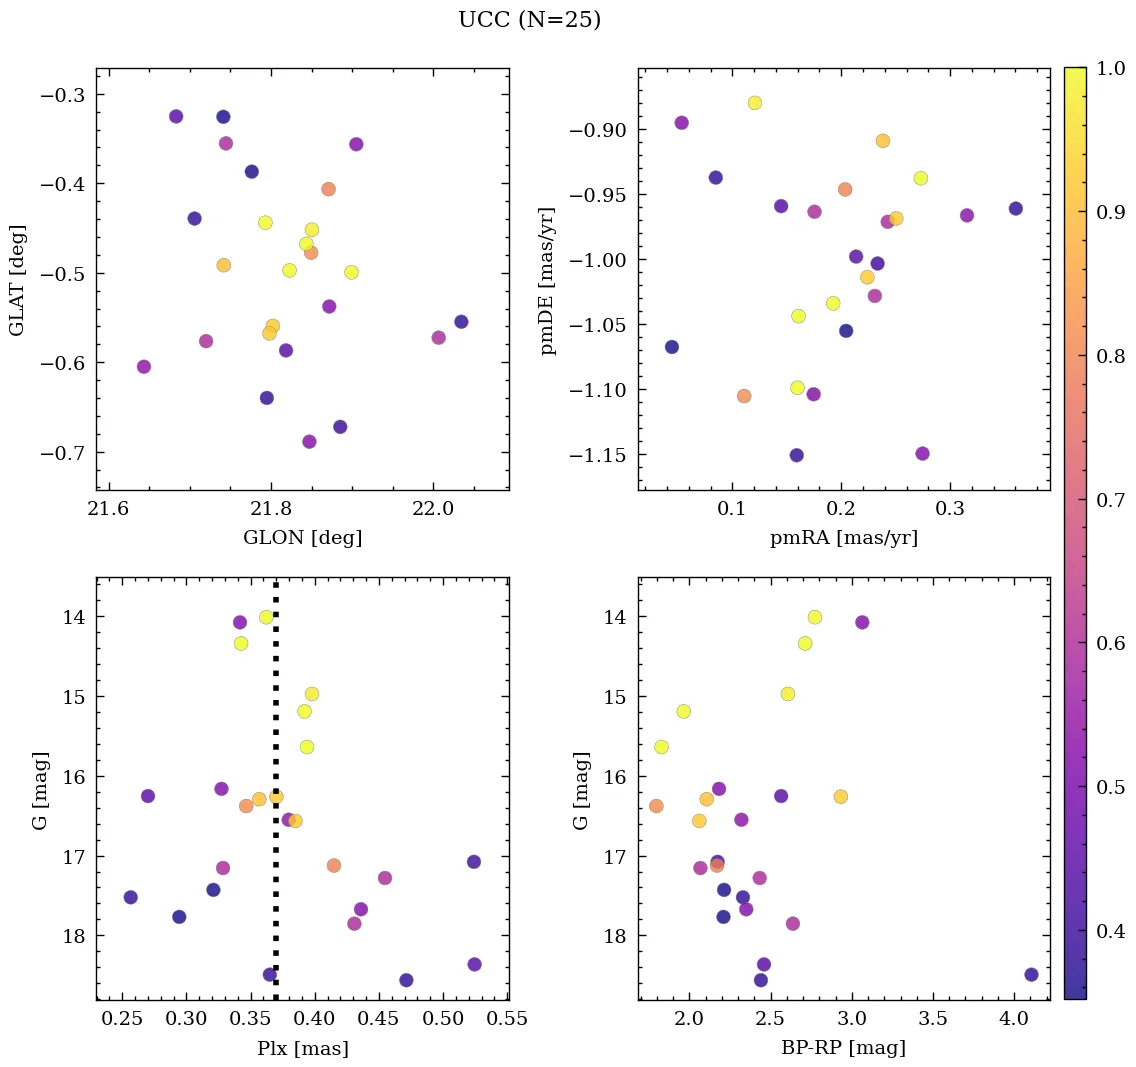 UCC (N=25)
−0.3
−0.4
−0.5
−0.6
−0.7
GLAT [deg]
21.6 21.8 22.0
GLON [deg]
−0.90
−0.95
−1.00
−1.05
−1.10
−1.15
pmDE [mas/yr]
0.1 0.2 0.3
pmRA [mas/yr]
1.0
0.9
0.8
0.7
0.6
0.5
0.4
14
15
16
17
18
G [mag]
0.25 0.30 0.35 0.40 0.45 0.50 0.55
Plx [mas]
14
15
16
17
18
G [mag]
2.0 2.5 3.0 3.5 4.0
BP-RP [mag]